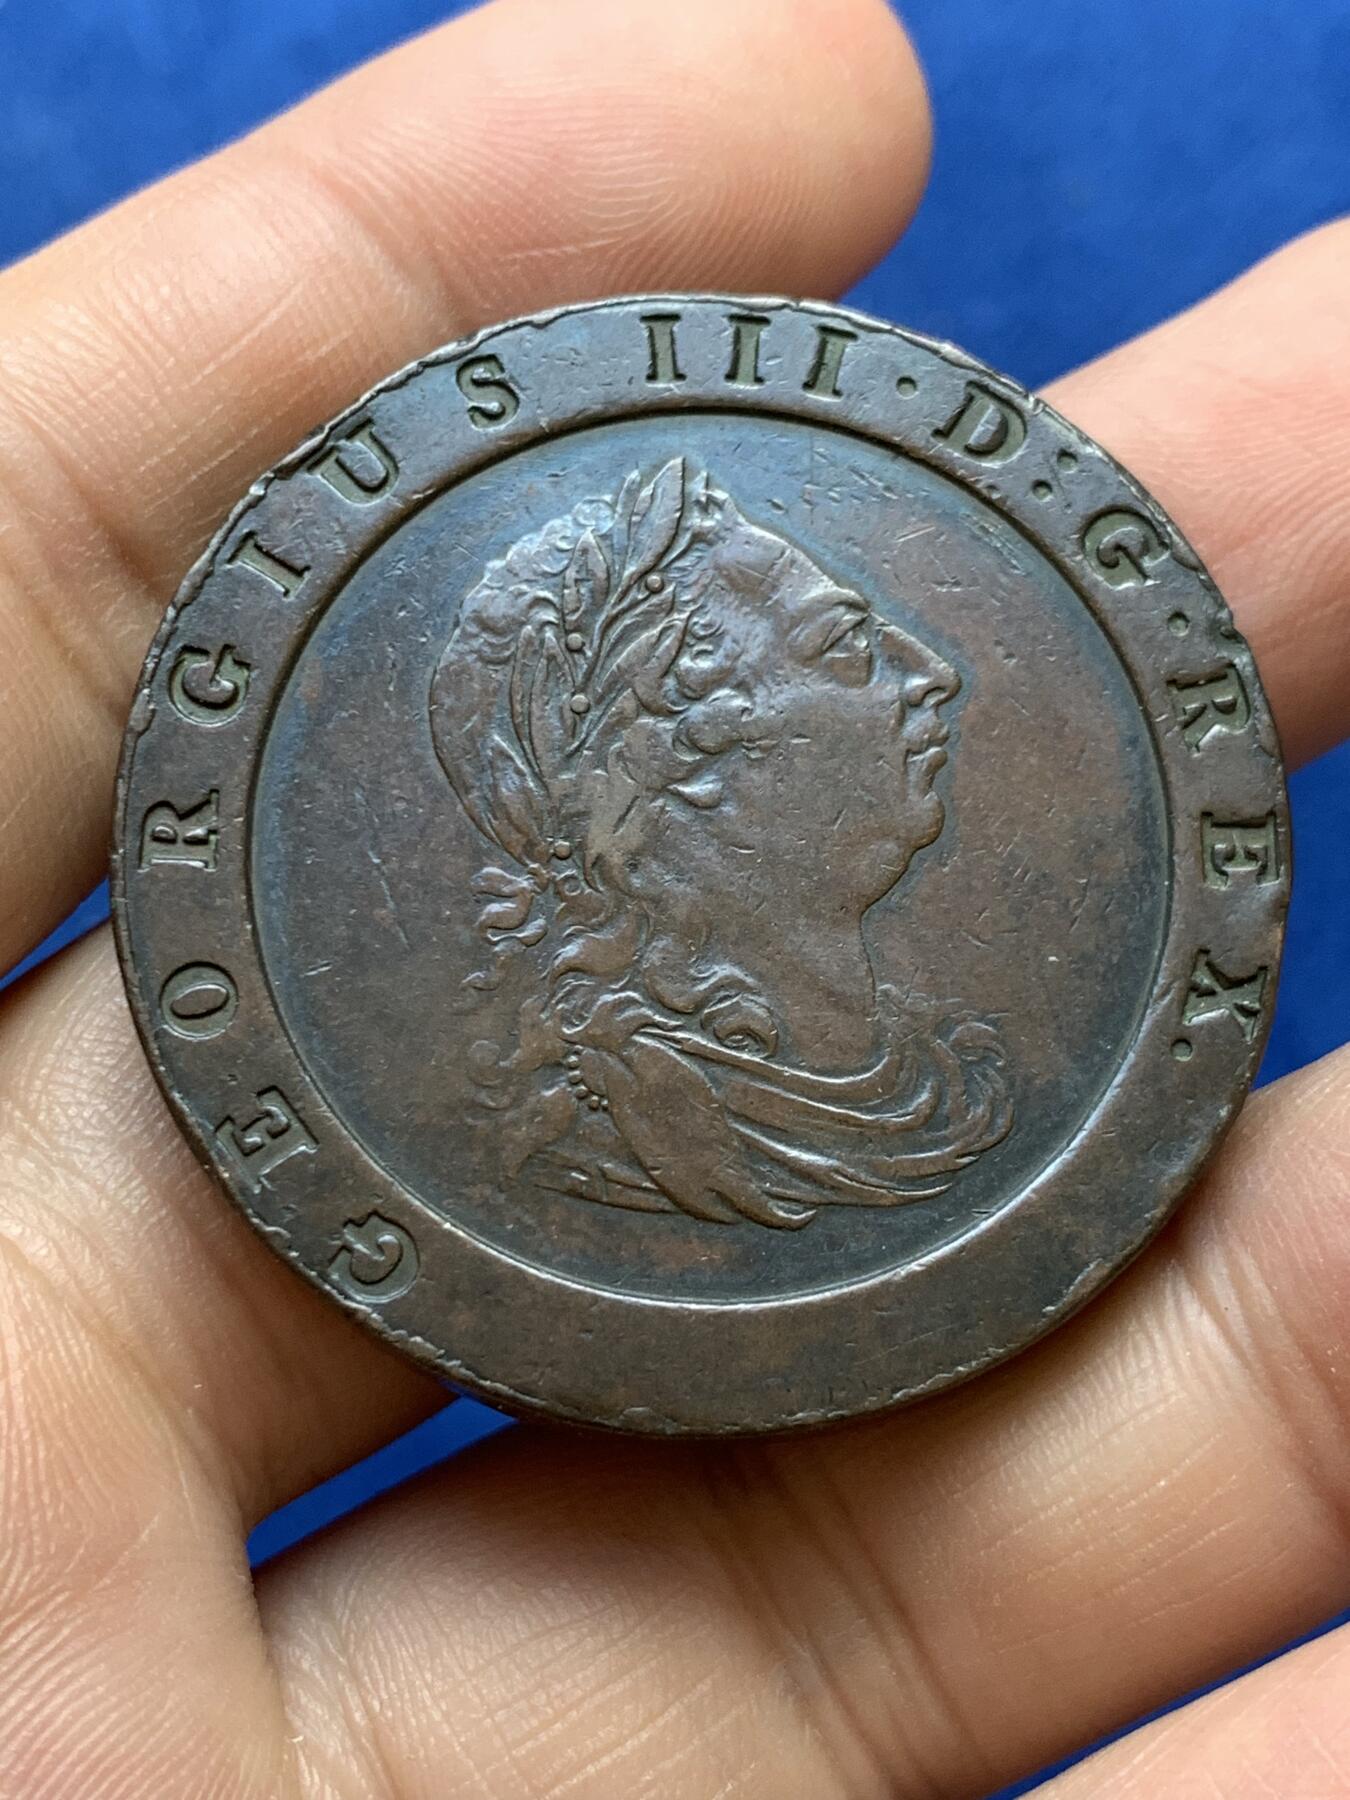 GEORGIUS III · D: G · REX.